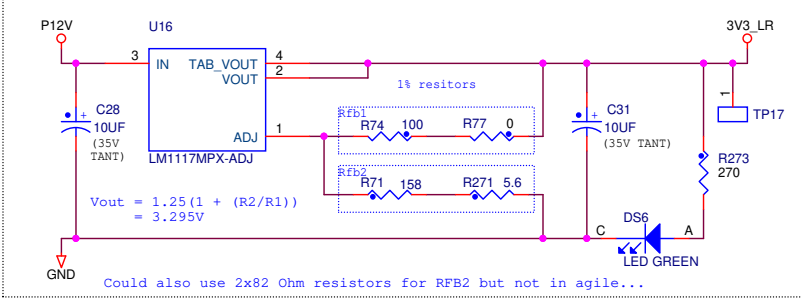 P12V
U16
3V3_LR
3
IN
TAB_VOUT
4
VOUT
2
1% resitors
C28
10UF
(35V
TANT)
+
ADJ
1
LM1117MPX-ADJ
Rfb1
R74
100
R77
0
C31
10UF
(35V
TANT)
+
1
TP17
Rfb2
R71
158
R271
5.6
R273
270
Vout = 1.25(1 + (R2/R1))
= 3.295V
DS6
C
A
LED GREEN
GND
Could also use 2x82 Ohm resistors for RFB2 but not in agile...